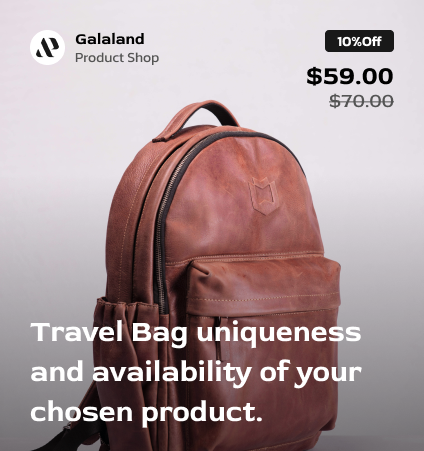 Galaland
Product Shop
10%Off
$59.00
$70.00
Travel Bag uniqueness
and availability of your
chosen product.